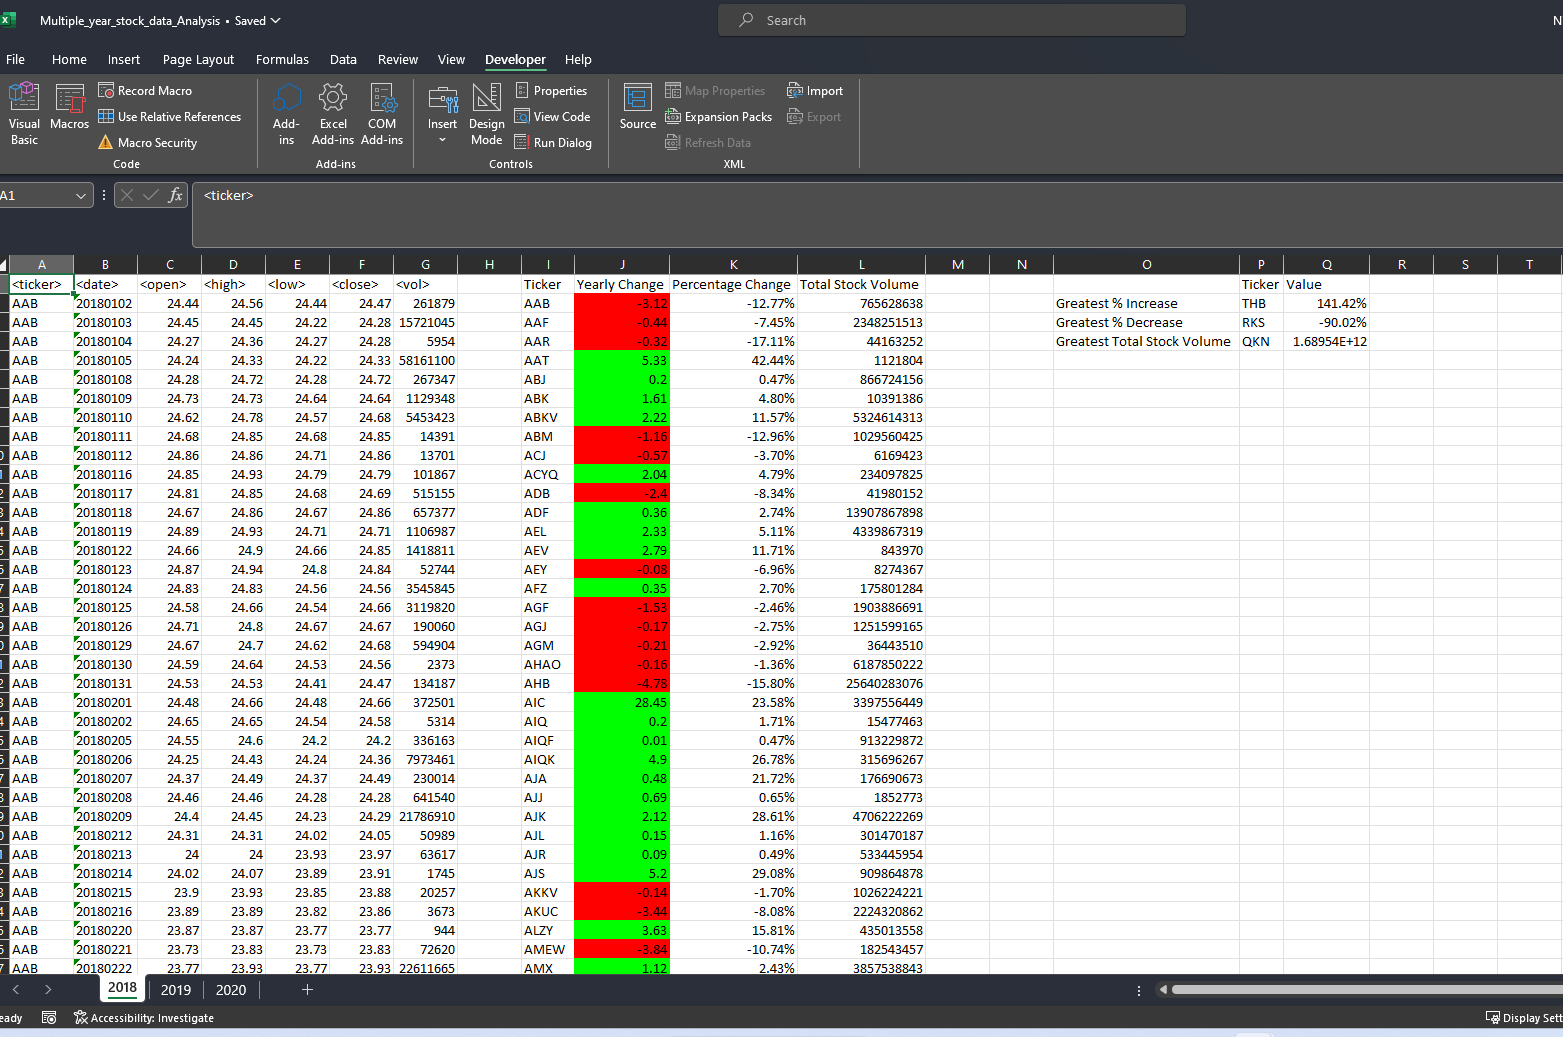 Multiple_year_stock_data_Analysis • Saved
Search
N
File Home Insert Page Layout Formulas Data Review View Developer Help
Visual Basic
Macros
Record Macro
Use Relative References
Macro Security
Code
Add-ins
Excel Add-ins
COM Add-ins
Add-ins
Insert
Design Mode
Properties
View Code
Run Dialog
Controls
Source
Map Properties
Expansion Packs
Refresh Data
Import
Export
XML
A1 fx <ticker>
A B C D E F G H I J K L M N O P Q R S T
<ticker> <date> <open> <high> <low> <close> <vol> Ticker Yearly Change Percentage Change Total Stock Volume Ticker Value
AAB 20180102 24.44 24.56 24.44 24.47 261879 AAB -3.12 -12.77% 765628638 Greatest % Increase THB 141.42%
AAB 20180103 24.45 24.45 24.22 24.28 15721045 AAF -0.44 -7.45% 2348251513 Greatest % Decrease RKS -90.02%
AAB 20180104 24.27 24.36 24.27 24.28 5954 AAR -0.32 -17.11% 44163252 Greatest Total Stock Volume QKN 1.68954E+12
AAB 20180105 24.24 24.33 24.22 24.33 58161100 AAT 5.33 42.44% 1121804
AAB 20180108 24.28 24.72 24.28 24.72 267347 ABJ 0.2 0.47% 866724156
AAB 20180109 24.73 24.73 24.64 24.64 1129348 ABK 1.61 4.80% 10391386
AAB 20180110 24.62 24.78 24.57 24.68 5453423 ABKV 2.22 11.57% 5324614313
AAB 20180111 24.68 24.85 24.68 24.85 14391 ABM -1.16 -12.96% 1029560425
AAB 20180112 24.86 24.86 24.71 24.86 13701 ACJ -0.57 -3.70% 6169423
AAB 20180116 24.85 24.93 24.79 24.79 101867 ACYQ 2.04 4.79% 234097825
AAB 20180117 24.81 24.85 24.68 24.69 515155 ADB -2.4 -8.34% 41980152
AAB 20180118 24.67 24.86 24.67 24.86 657377 ADF 0.36 2.74% 13907867898
AAB 20180119 24.89 24.93 24.71 24.71 1106987 AEL 2.33 5.11% 4339867319
AAB 20180122 24.66 24.9 24.66 24.85 1418811 AEV 2.79 11.71% 843970
AAB 20180123 24.87 24.94 24.8 24.84 52744 AEY -0.08 -6.96% 8274367
AAB 20180124 24.83 24.83 24.56 24.56 3545845 AFZ 0.35 2.70% 175801284
AAB 20180125 24.58 24.66 24.54 24.66 3119820 AGF -1.53 -2.46% 1903886691
AAB 20180126 24.71 24.8 24.67 24.67 190060 AGJ -0.17 -2.75% 1251599165
AAB 20180129 24.67 24.7 24.62 24.68 594904 AGM -0.21 -2.92% 36443510
AAB 20180130 24.59 24.64 24.53 24.56 2373 AHAO -0.16 -1.36% 6187850222
AAB 20180131 24.53 24.53 24.41 24.47 134187 AHB -4.78 -15.80% 25640283076
AAB 20180201 24.48 24.66 24.48 24.66 372501 AIC 28.45 23.58% 3397556449
AAB 20180202 24.65 24.65 24.54 24.58 5314 AIQ 0.2 1.71% 15477463
AAB 20180205 24.55 24.6 24.2 24.2 336163 AIQF 0.01 0.47% 913229872
AAB 20180206 24.25 24.43 24.24 24.36 7973461 AIQK 4.9 26.78% 315696267
AAB 20180207 24.37 24.49 24.37 24.49 230014 AJA 0.48 21.72% 176690673
AAB 20180208 24.46 24.46 24.28 24.28 641540 AJJ 0.69 0.65% 1852773
AAB 20180209 24.4 24.45 24.23 24.29 21786910 AJK 2.12 28.61% 4706222269
AAB 20180212 24.31 24.31 24.02 24.05 50989 AJL 0.15 1.16% 301470187
AAB 20180213 24 24 23.93 23.97 63617 AJR 0.09 0.49% 533445954
AAB 20180214 24.02 24.07 23.89 23.91 1745 AJS 5.2 29.08% 909864878
AAB 20180215 23.9 23.93 23.85 23.88 20257 AKKV -0.14 -1.70% 1026224221
AAB 20180216 23.89 23.89 23.82 23.86 3673 AKUC -3.44 -8.08% 2224320862
AAB 20180220 23.87 23.87 23.77 23.77 944 ALZY 3.63 15.81% 435013558
AAB 20180221 23.73 23.83 23.73 23.83 72620 AMEW -3.84 -10.74% 182543457
AAB 20180222 23.77 23.93 23.77 23.93 22611665 AMX 1.12 2.43% 3857538843
2018 2019 2020
eady Accessibility: Investigate Display Sett